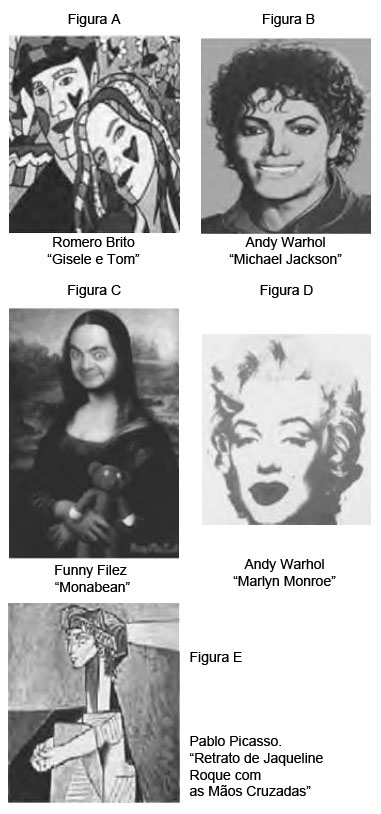 Figura A
Romero Brito
“Gisele e Tom”
Figura B
Andy Warhol
“Michael Jackson”
Figura C
Funny Filez
“Monabean”
Figura D
Andy Warhol
“Marlyn Monroe”
Figura E
Pablo Picasso.
“Retrato de Jaqueline
Roque com
as Mãos Cruzadas”